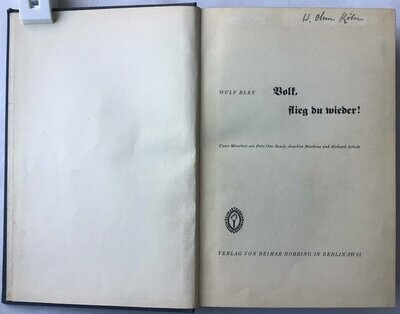 WULF BLEY
Volk,
flieg du wieder!
Unter Mitarbeit von Fritz Otto Busch, Joachim Matthias und Richard Schulz
VERLAG VON REIMAR HOBBING IN BERLIN SW 61